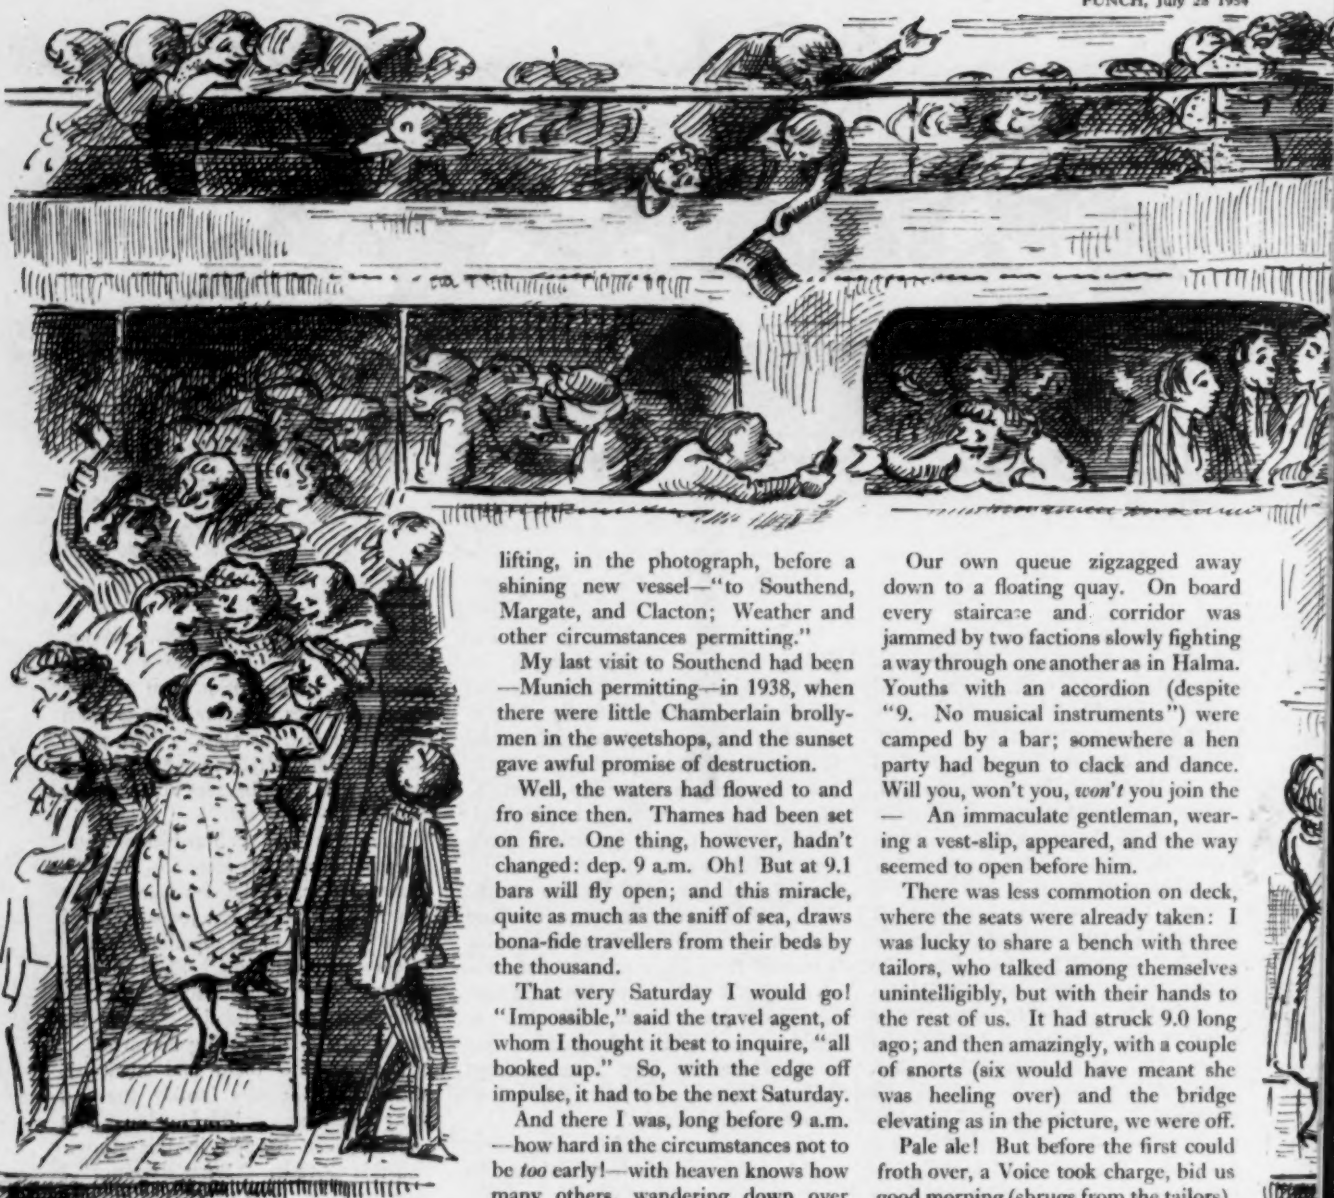 PUNCH, July 28 1954
lifting, in the photograph, before a
shining new vessel—“to Southend,
Margate, and Clacton; Weather and
other circumstances permitting.”
My last visit to Southend had been
—Munich permitting—in 1938, when
there were little Chamberlain brolly-
men in the sweetshops, and the sunset
gave awful promise of destruction.
Well, the waters had flowed to and
fro since then. Thames had been set
on fire. One thing, however, hadn't
changed: dep. 9 a.m. Oh! But at 9.1
bars will fly open; and this miracle,
quite as much as the sniff of sea, draws
bona-fide travellers from their beds by
the thousand.
That very Saturday I would go!
“Impossible,” said the travel agent, of
whom I thought it best to inquire, “all
booked up.” So, with the edge off
impulse, it had to be the next Saturday.
And there I was, long before 9 a.m.
—how hard in the circumstances not to
be too early!—with heaven knows how
many others, wandering down over
Our own queue zigzagged away
down to a floating quay. On board
every staircase and corridor was
jammed by two factions slowly fighting
a way through one another as in Halma.
Youths with an accordion (despite
“9. No musical instruments”) were
camped by a bar; somewhere a hen
party had begun to clack and dance.
Will you, won't you, won't you join the
— An immaculate gentleman, wear-
ing a vest-slip, appeared, and the way
seemed to open before him.
There was less commotion on deck,
where the seats were already taken: I
was lucky to share a bench with three
tailors, who talked among themselves
unintelligibly, but with their hands to
the rest of us. It had struck 9.0 long
ago; and then amazingly, with a couple
of snorts (six would have meant she
was heeling over) and the bridge
elevating as in the picture, we were off.
Pale ale! But before the first could
froth over, a Voice took charge, bid us
good morning (shrugs from the tailors)